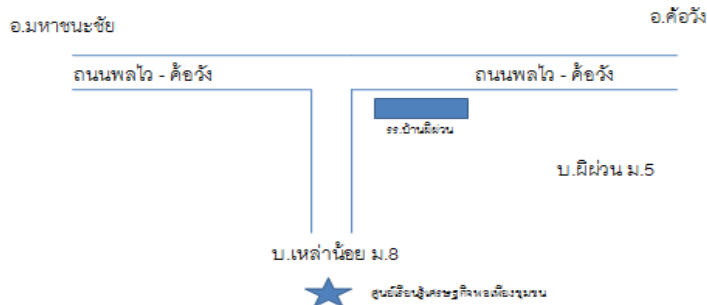 อ.มหาชนะชัย
อ.ค้อวัง
ถนนพลไว - ค้อวัง
ถนนพลไว - ค้อวัง
รร.บ้านผีผ่วน
บ.ผิผ่วน ม.5
บ.เหล่าน้อย ม.8
ศูนย์เรียนรู้เศรษฐกิจพอเพียงชุมชน